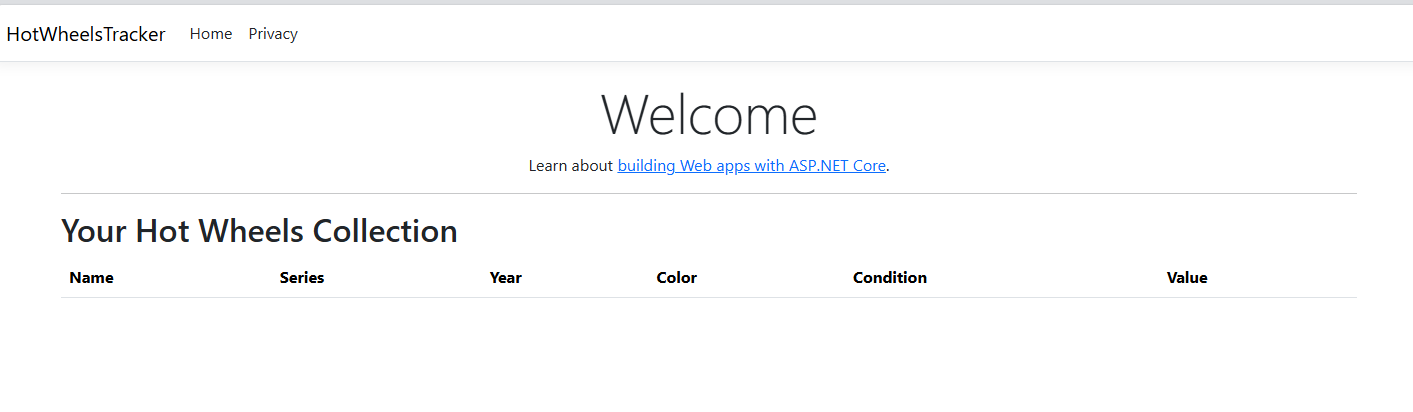 HotWheelsTracker Home Privacy
Welcome
Learn about building Web apps with ASP.NET Core.
Your Hot Wheels Collection
Name Series Year Color Condition Value